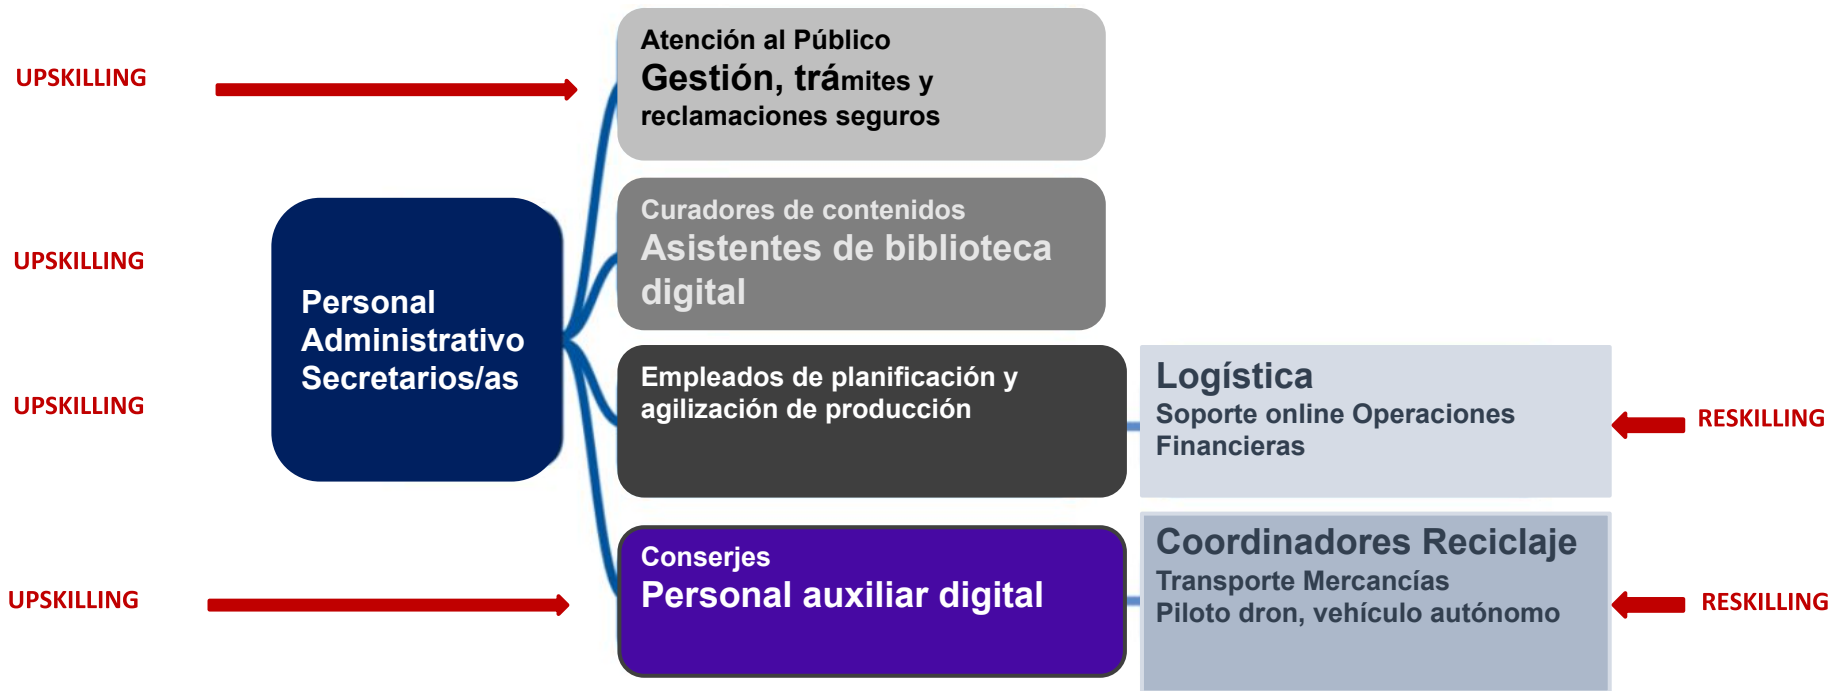 UPSKILLING
Atención al Público
Gestión, trámites y
reclamaciones seguros
UPSKILLING
Curadores de contenidos
Asistentes de biblioteca
digital
Personal
Administrativo
Secretarios/as
UPSKILLING
Empleados de planificación y
agilización de producción
Logística
Soporte online Operaciones
Financieras
RESKILLING
UPSKILLING
Conserjes
Personal auxiliar digital
Coordinadores Reciclaje
Transporte Mercancías
Piloto dron, vehículo autónomo
RESKILLING